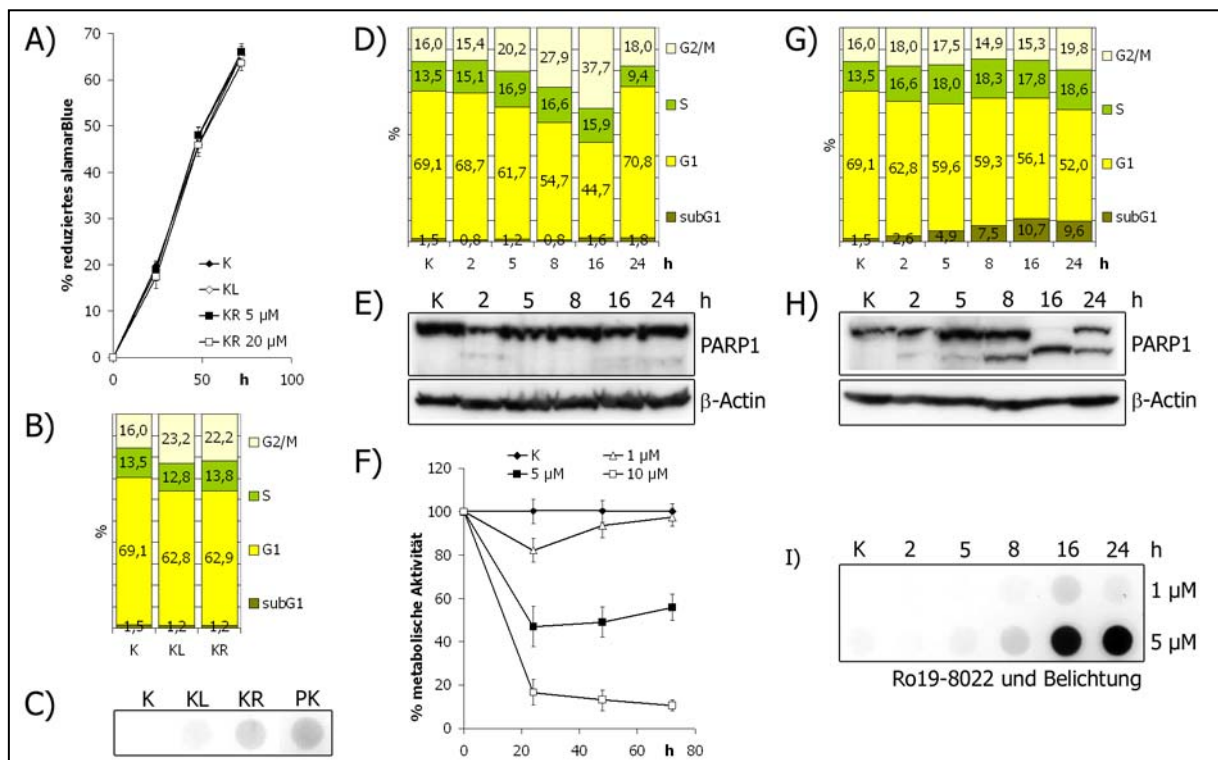 A)
% reduziertes alamarBlue
70
60
50
40
30
20
10
0
0 50 h 100
K
KL
KR 5 µM
KR 20 µM
B)
%
16,0 23,2 22,2
13,5 12,8 13,8
69,1 62,8 62,9
1,5 1,2 1,2
K KL KR
G2/M
S
G1
subG1
C)
K KL KR PK
D)
%
16,0 15,4 20,2 27,9 37,7 18,0
13,5 15,1 16,9 16,6 15,9 9,4
69,1 68,7 61,7 54,7 44,7 70,8
1,5 0,8 1,2 0,8 1,6 1,8
K 2 5 8 16 24 h
G2/M
S
G1
subG1
E)
K 2 5 8 16 24 h
PARP1
β-Actin
F)
K 1 µM
5 µM 10 µM
% metabolische Aktivität
120
100
80
60
40
20
0
0 20 40 60 h 80
G)
%
16,0 18,0 17,5 14,9 15,3 19,8
13,5 16,6 18,0 18,3 17,8 18,6
69,1 62,8 59,6 59,3 56,1 52,0
1,5 2,6 4,9 7,5 10,7 9,6
K 2 5 8 16 24 h
G2/M
S
G1
subG1
H)
K 2 5 8 16 24 h
PARP1
β-Actin
I)
K 2 5 8 16 24 h
1 µM
5 µM
Ro19-8022 und Belichtung